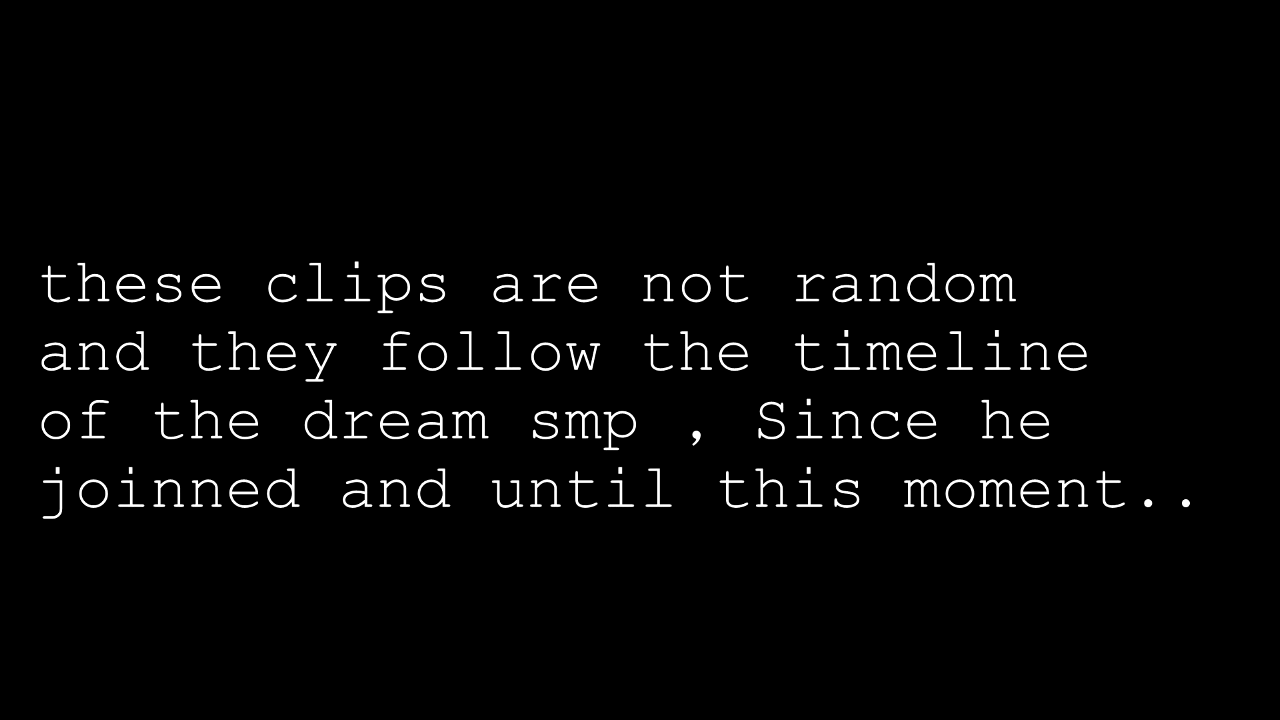 these clips are not random
and they follow the timeline
of the dream smp , Since he
joinned and until this moment..